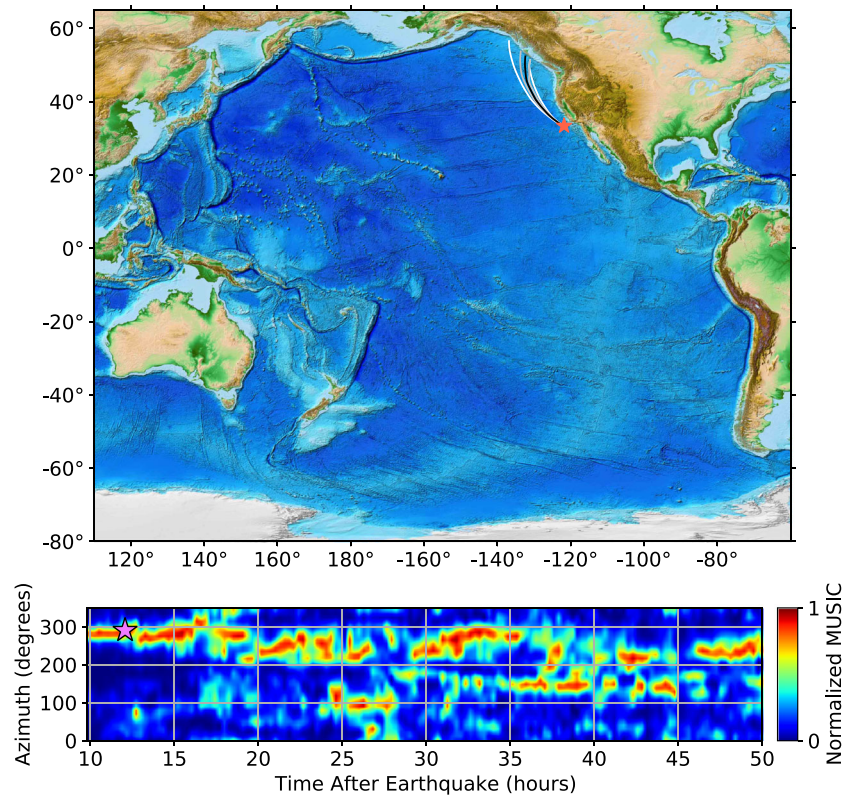 60°
40°
20°
0°
-20°
-40°
-60°
-80°
120° 140° 160° 180° -160° -140° -120° -100° -80°
Azimuth (degrees)
300
200
100
0
10 15 20 25 30 35 40 45 50
Time After Earthquake (hours)
1
0
Normalized MUSIC